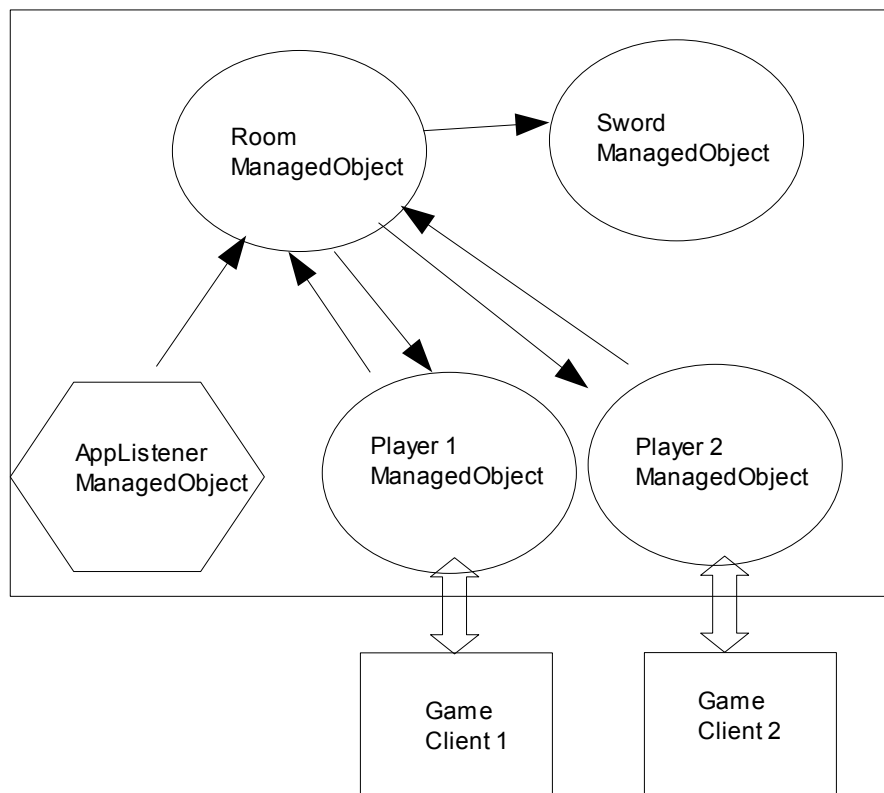 Room
ManagedObject
Sword
ManagedObject
AppListener
ManagedObject
Player 1
ManagedObject
Player 2
ManagedObject
Game
Client 1
Game
Client 2